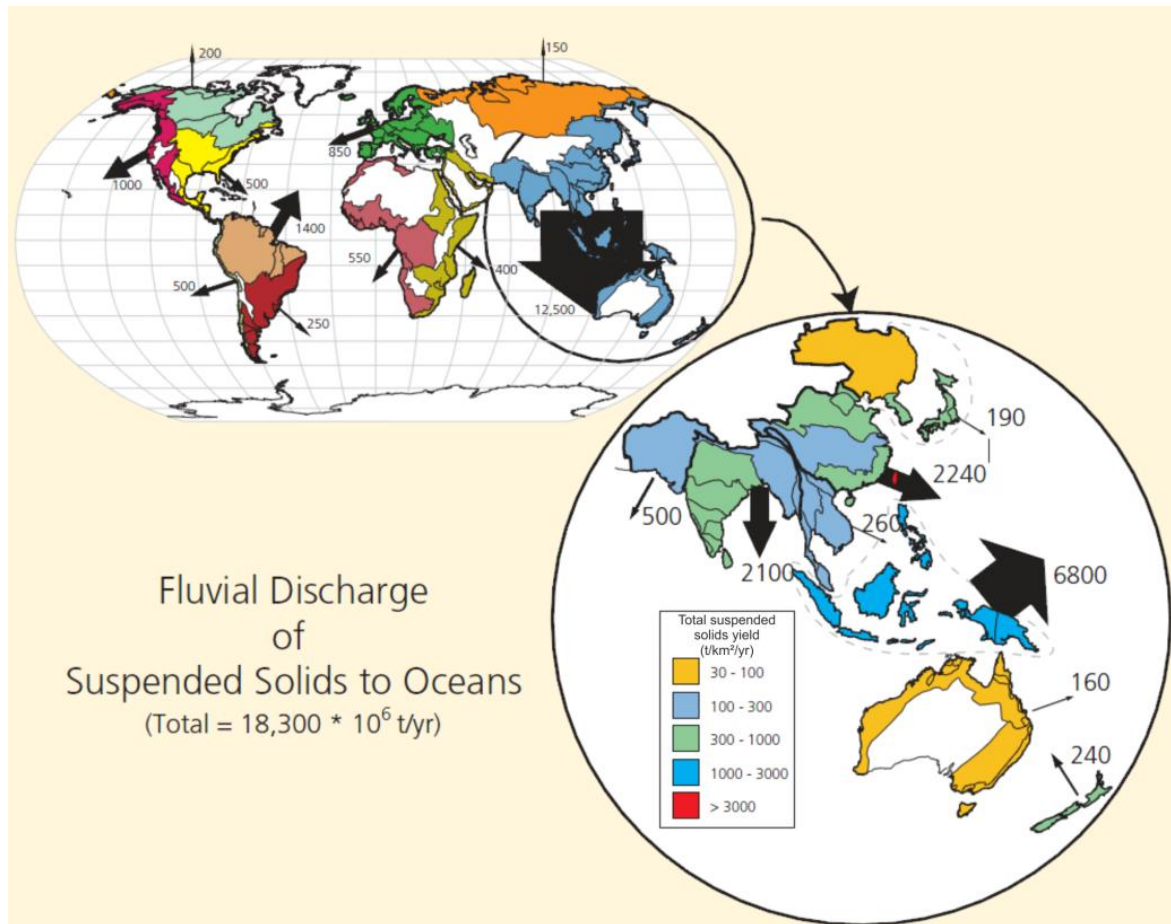 200
150
850
1000
500
1400
550
400
500
12,500
250
190
2240
500
260
2100
6800
Fluvial Discharge
of
Suspended Solids to Oceans
(Total = 18,300 * 10⁶ t/yr)
Total suspended
solids yield
(t/km²/yr)
30 - 100
100 - 300
300 - 1000
1000 - 3000
> 3000
160
240